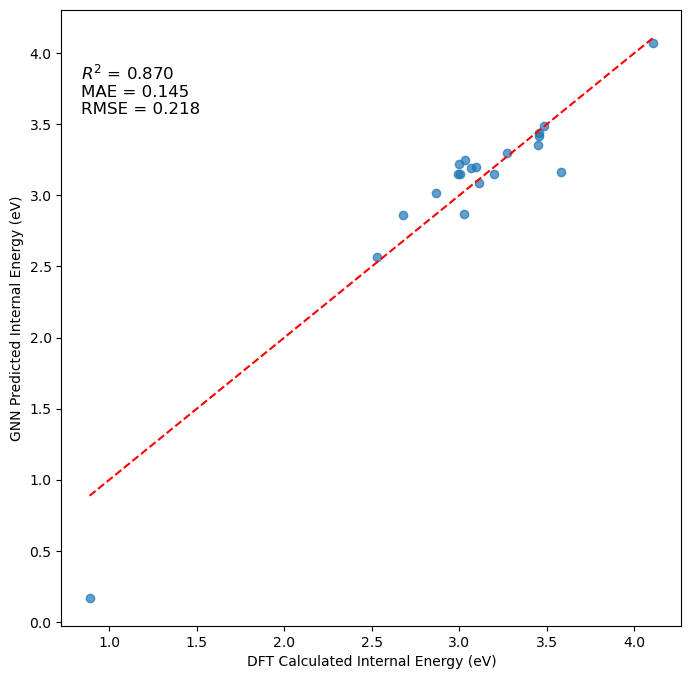 R² = 0.870
MAE = 0.145
RMSE = 0.218
GNN Predicted Internal Energy (eV)
4.0
3.5
3.0
2.5
2.0
1.5
1.0
0.5
0.0
1.0 1.5 2.0 2.5 3.0 3.5 4.0
DFT Calculated Internal Energy (eV)